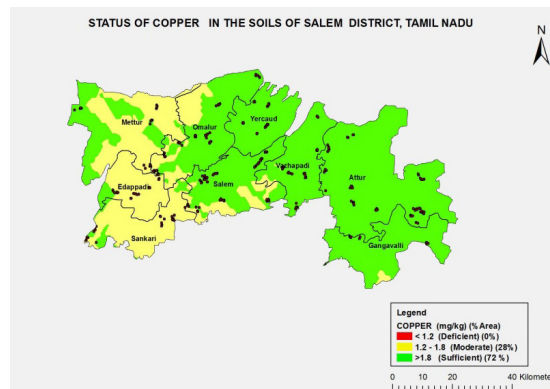 STATUS OF COPPER IN THE SOILS OF SALEM DISTRICT, TAMIL NADU
N
Mettur
Omalur
Yercaud
Edappadi
Salem
Vazhapadi
Attur
Sankari
Gangavalli
Legend
COPPER (mg/kg) (% Area)
< 1.2 (Deficient) (0%)
1.2 - 1.8 (Moderate) (28%)
>1.8 (Sufficient) (72 %)
0 10 20 40 Kilomete